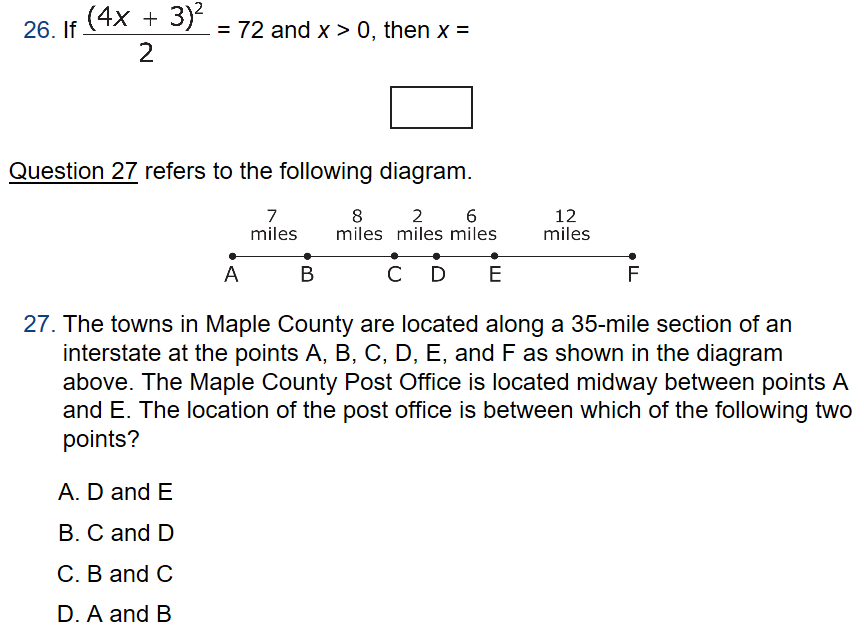 26. If (4x + 3)² / 2 = 72 and x > 0, then x =
Question 27 refers to the following diagram.
7 8 2 6 12
miles miles miles miles miles
A B C D E F
27. The towns in Maple County are located along a 35-mile section of an
interstate at the points A, B, C, D, E, and F as shown in the diagram
above. The Maple County Post Office is located midway between points A
and E. The location of the post office is between which of the following two
points?
A. D and E
B. C and D
C. B and C
D. A and B